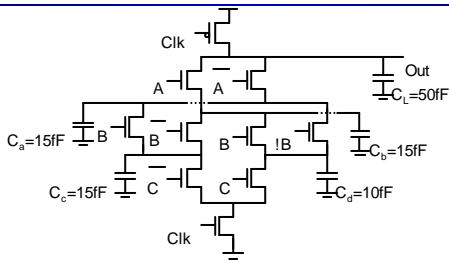 Clk
A A̅
Out
C_L=50fF
C_a=15fF B B̅ B !B
C_b=15fF
C_c=15fF C̅ C
C_d=10fF
Clk